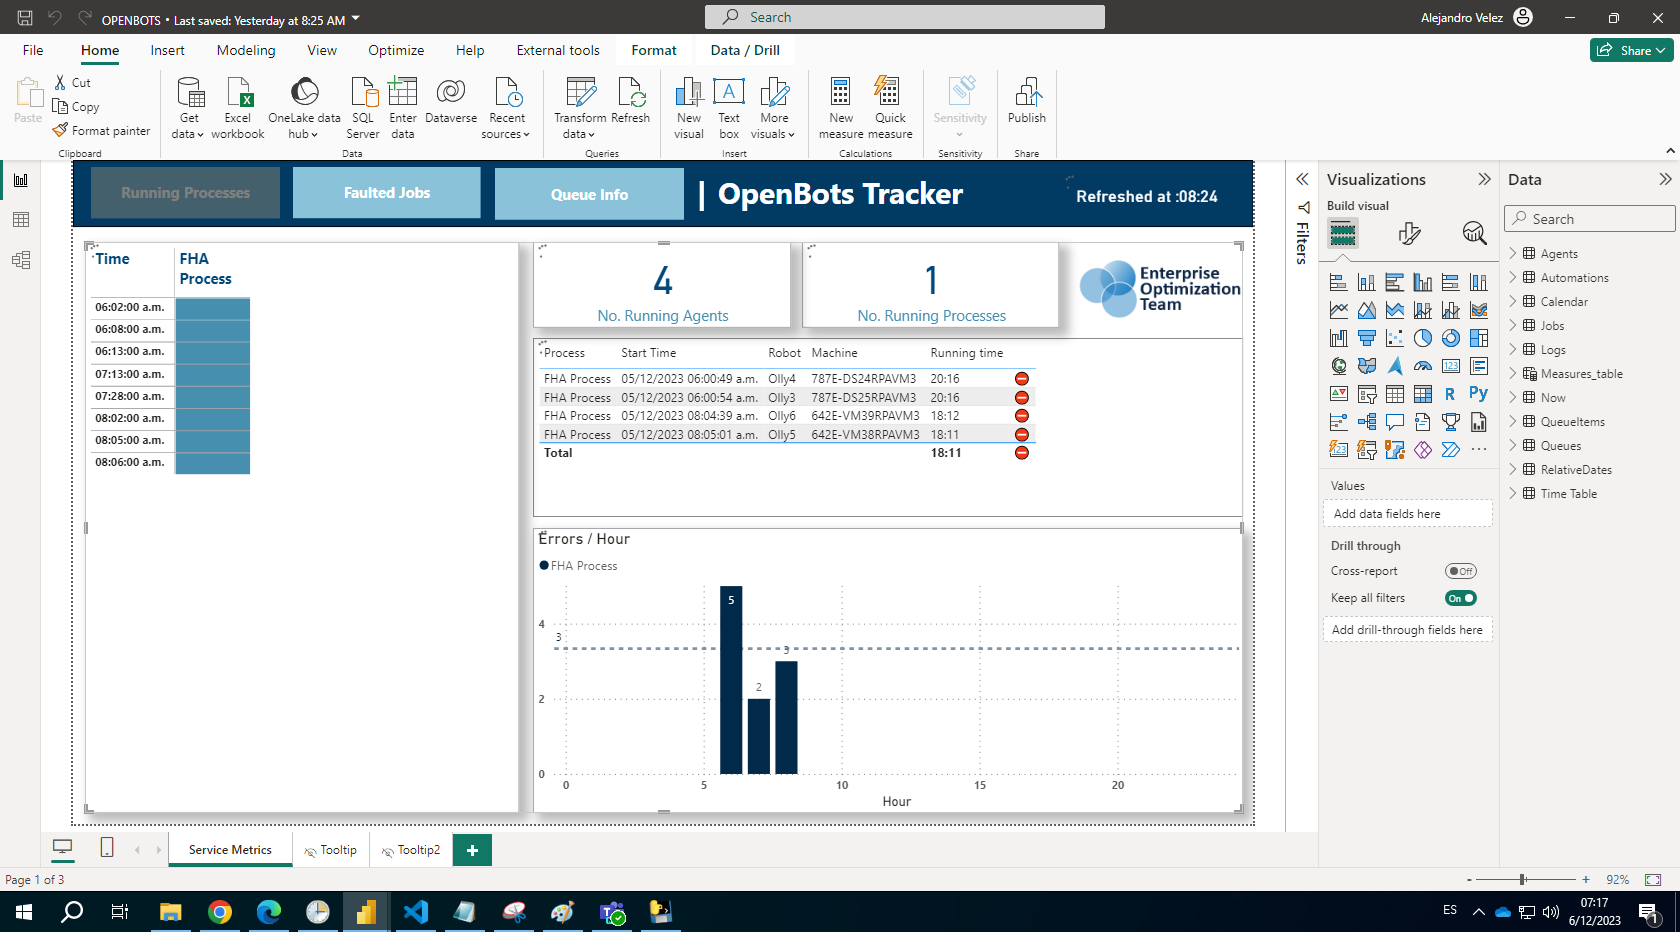 OPENBOTS • Last saved: Yesterday at 8:25 AM
Search
Alejandro Velez
File Home Insert Modeling View Optimize Help External tools Format Data / Drill
Share
Paste
Cut
Copy
Format painter
Clipboard
Get data
Excel workbook
OneLake data hub
SQL Server
Enter data
Dataverse
Recent sources
Data
Transform data
Refresh
Queries
New visual
Text box
More visuals
Insert
New measure
Quick measure
Calculations
Sensitivity
Sensitivity
Publish
Share
Running Processes
Faulted Jobs
Queue Info
| OpenBots Tracker
Refreshed at :08:24
Time FHA Process
06:02:00 a.m.
06:08:00 a.m.
06:13:00 a.m.
07:13:00 a.m.
07:28:00 a.m.
08:02:00 a.m.
08:05:00 a.m.
08:06:00 a.m.
4
No. Running Agents
1
No. Running Processes
Enterprise
Optimization
Team
Process Start Time Robot Machine Running time
FHA Process 05/12/2023 06:00:49 a.m. Olly4 787E-DS24RPAVM3 20:16
FHA Process 05/12/2023 06:00:54 a.m. Olly3 787E-DS25RPAVM3 20:16
FHA Process 05/12/2023 08:04:39 a.m. Olly6 642E-VM39RPAVM3 18:12
FHA Process 05/12/2023 08:05:01 a.m. Olly5 642E-VM38RPAVM3 18:11
Total 18:11
Errors / Hour
FHA Process
5
4
3
3
2
2
0
0 5 10 15 20
Hour
Filters
Visualizations
Build visual
123
R
Py
123
Values
Add data fields here
Drill through
Cross-report Off
Keep all filters On
Add drill-through fields here
Data
Search
Agents
Automations
Calendar
Jobs
Logs
Measures_table
Now
QueueItems
Queues
RelativeDates
Time Table
Service Metrics
Tooltip
Tooltip2
Page 1 of 3
- + 92%
ES
07:17
6/12/2023
1